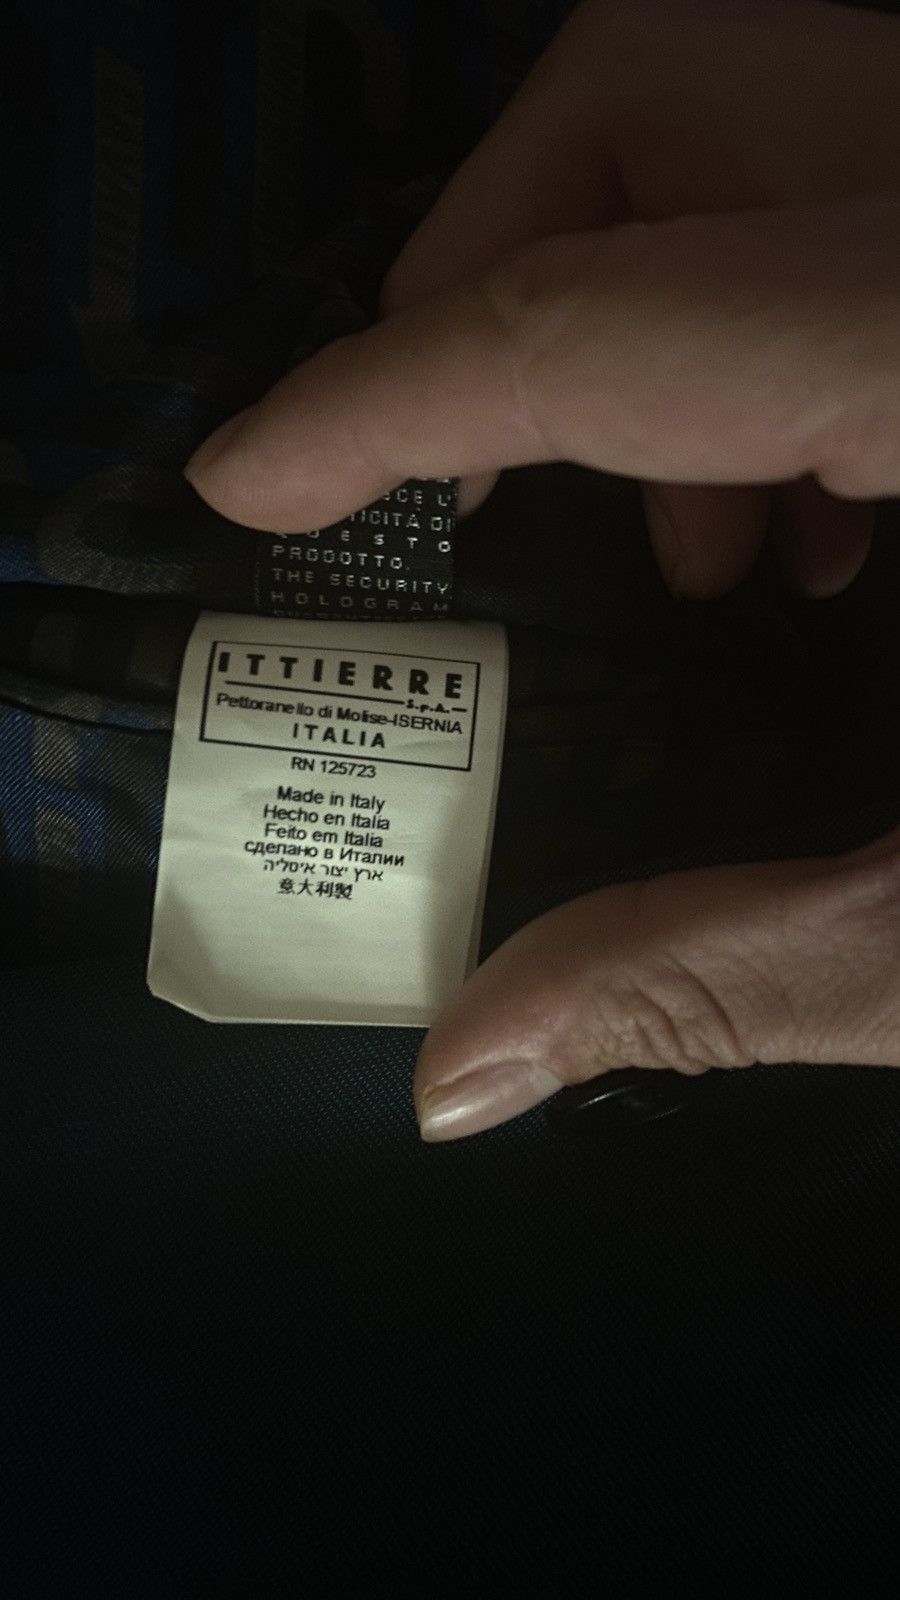 TICITÀ DI
QUESTO
PRODOTTO.
THE SECURITY
HOLOGRAM
ITTIERRE
S.p.A.
Pettoranello di Molise-ISERNIA
ITALIA
RN 125723
Made in Italy
Hecho en Italia
Feito em Italia
сделано в Италии
ארץ יצור איטליה
意大利製